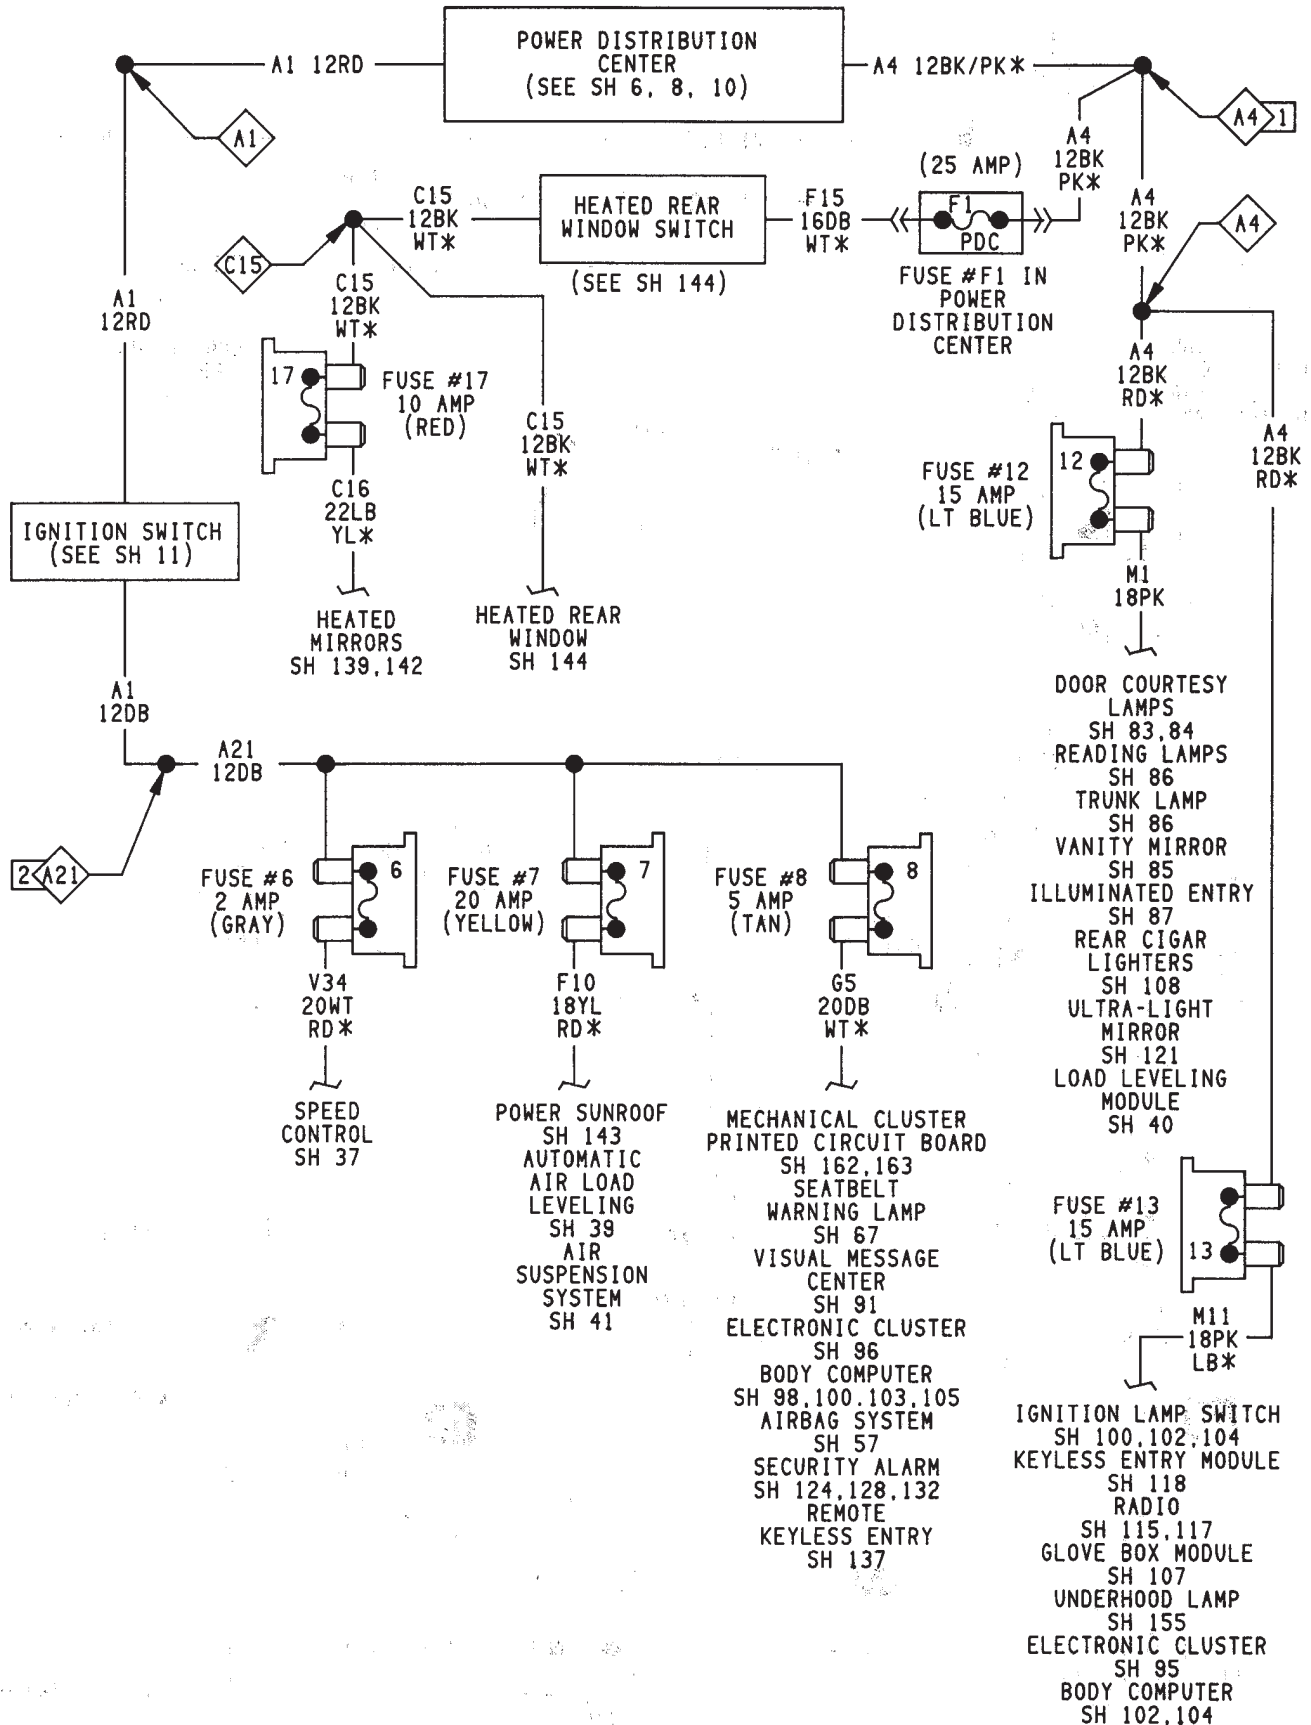 POWER DISTRIBUTION
CENTER
(SEE SH 6, 8, 10)
A1 12RD
A4 12BK/PK*
A1
A4
1
A4
12BK
PK*
(25 AMP)
F1
PDC
FUSE #F1 IN
POWER
DISTRIBUTION
CENTER
C15
12BK
WT*
HEATED REAR
WINDOW SWITCH
(SEE SH 144)
F15
16DB
WT*
A4
12BK
PK*
A4
C15
C15
12BK
WT*
A1
12RD
17
FUSE #17
10 AMP
(RED)
C16
22LB
YL*
HEATED
MIRRORS
SH 139,142
C15
12BK
WT*
HEATED REAR
WINDOW
SH 144
A4
12BK
RD*
A4
12BK
RD*
12
FUSE #12
15 AMP
(LT BLUE)
M1
18PK
IGNITION SWITCH
(SEE SH 11)
A1
12DB
A21
12DB
2
A21
DOOR COURTESY
LAMPS
SH 83,84
READING LAMPS
SH 86
TRUNK LAMP
SH 86
VANITY MIRROR
SH 85
ILLUMINATED ENTRY
SH 87
REAR CIGAR
LIGHTERS
SH 108
ULTRA-LIGHT
MIRROR
SH 121
LOAD LEVELING
MODULE
SH 40
FUSE #6
2 AMP
(GRAY)
6
V34
20WT
RD*
SPEED
CONTROL
SH 37
FUSE #7
20 AMP
(YELLOW)
7
F10
18YL
RD*
POWER SUNROOF
SH 143
AUTOMATIC
AIR LOAD
LEVELING
SH 39
AIR
SUSPENSION
SYSTEM
SH 41
FUSE #8
5 AMP
(TAN)
8
G5
20DB
WT*
MECHANICAL CLUSTER
PRINTED CIRCUIT BOARD
SH 162,163
SEATBELT
WARNING LAMP
SH 67
VISUAL MESSAGE
CENTER
SH 91
ELECTRONIC CLUSTER
SH 96
BODY COMPUTER
SH 98,100.103,105
AIRBAG SYSTEM
SH 57
SECURITY ALARM
SH 124,128,132
REMOTE
KEYLESS ENTRY
SH 137
FUSE #13
15 AMP
(LT BLUE)
13
M11
18PK
LB*
IGNITION LAMP SWITCH
SH 100,102,104
KEYLESS ENTRY MODULE
SH 118
RADIO
SH 115,117
GLOVE BOX MODULE
SH 107
UNDERHOOD LAMP
SH 155
ELECTRONIC CLUSTER
SH 95
BODY COMPUTER
SH 102,104